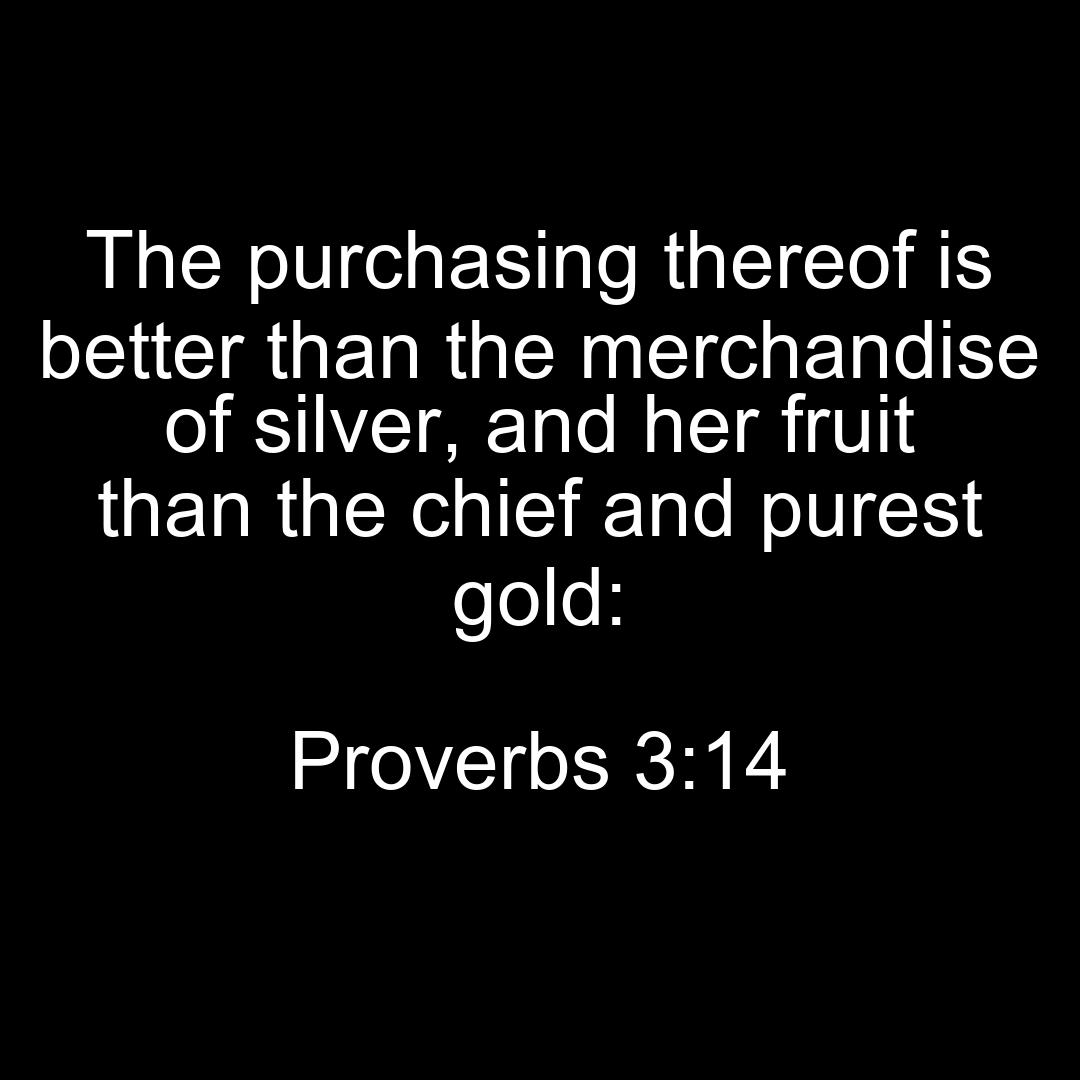 The purchasing thereof is
better than the merchandise
of silver, and her fruit
than the chief and purest
gold:
Proverbs 3:14